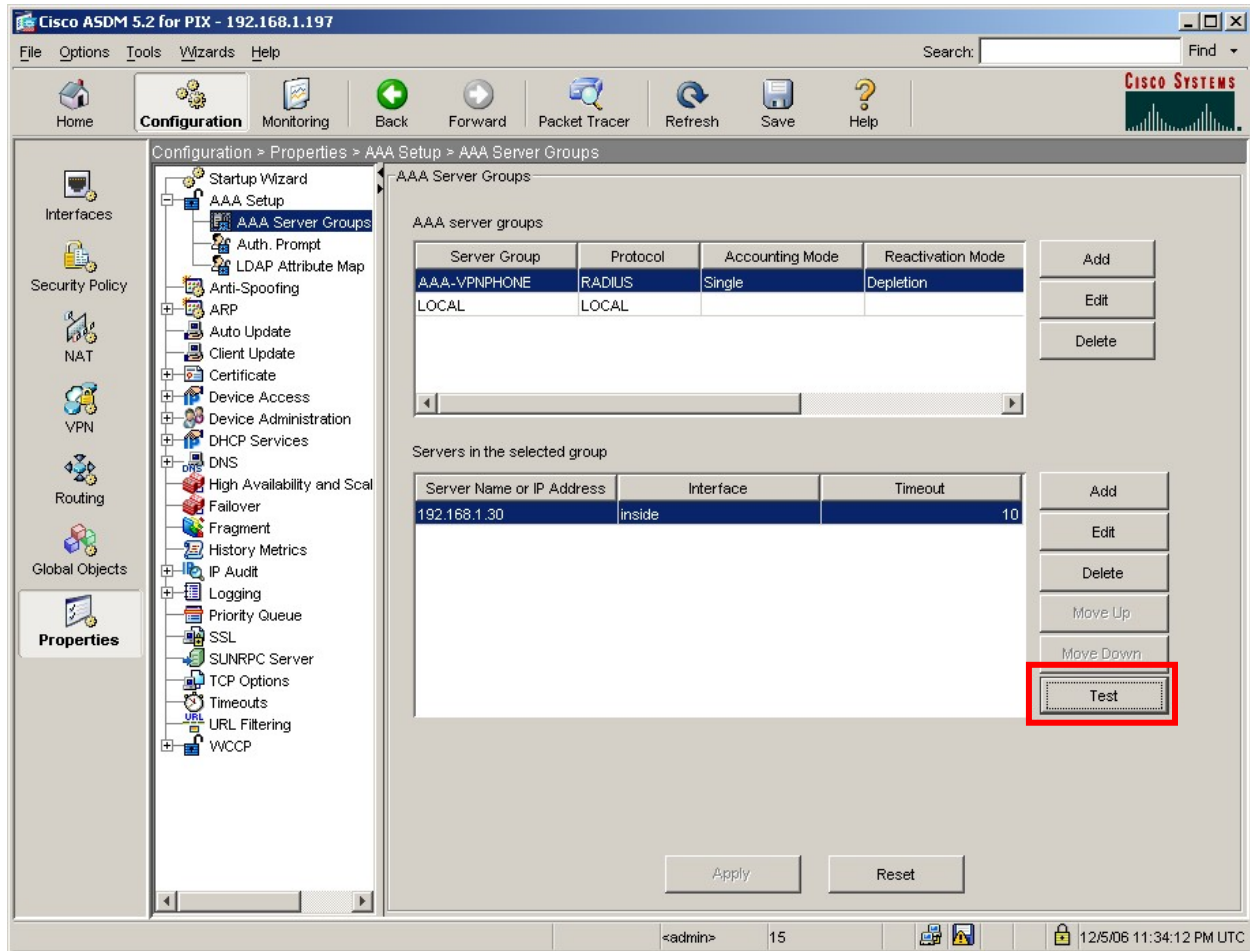 Cisco ASDM 5.2 for PIX - 192.168.1.197
File Options Tools Wizards Help Search: Find
Home Configuration Monitoring Back Forward Packet Tracer Refresh Save Help
CISCO SYSTEMS
Configuration > Properties > AAA Setup > AAA Server Groups
Interfaces
Security Policy
NAT
VPN
Routing
Global Objects
Properties
Startup Wizard
AAA Setup
AAA Server Groups
Auth. Prompt
LDAP Attribute Map
Anti-Spoofing
ARP
Auto Update
Client Update
Certificate
Device Access
Device Administration
DHCP Services
DNS
DNS
High Availability and Scal
Failover
Fragment
History Metrics
IP Audit
Logging
Priority Queue
SSL
SUNRPC Server
TCP Options
Timeouts
URL
URL Filtering
WCCP
AAA Server Groups
AAA server groups
Server Group Protocol Accounting Mode Reactivation Mode
AAA-VPNPHONE RADIUS Single Depletion
LOCAL LOCAL
Add
Edit
Delete
Servers in the selected group
Server Name or IP Address Interface Timeout
192.168.1.30 inside 10
Add
Edit
Delete
Move Up
Move Down
Test
Apply Reset
<admin> 15 12/5/06 11:34:12 PM UTC